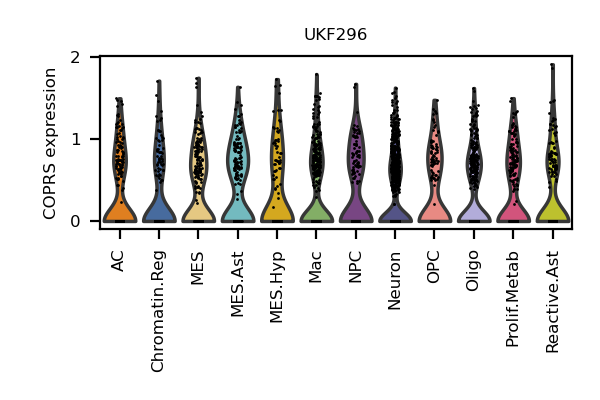 UKF296
COPRS expression
2
1
0
AC
Chromatin.Reg
MES
MES.Ast
MES.Hyp
Mac
NPC
Neuron
OPC
Oligo
Prolif.Metab
Reactive.Ast